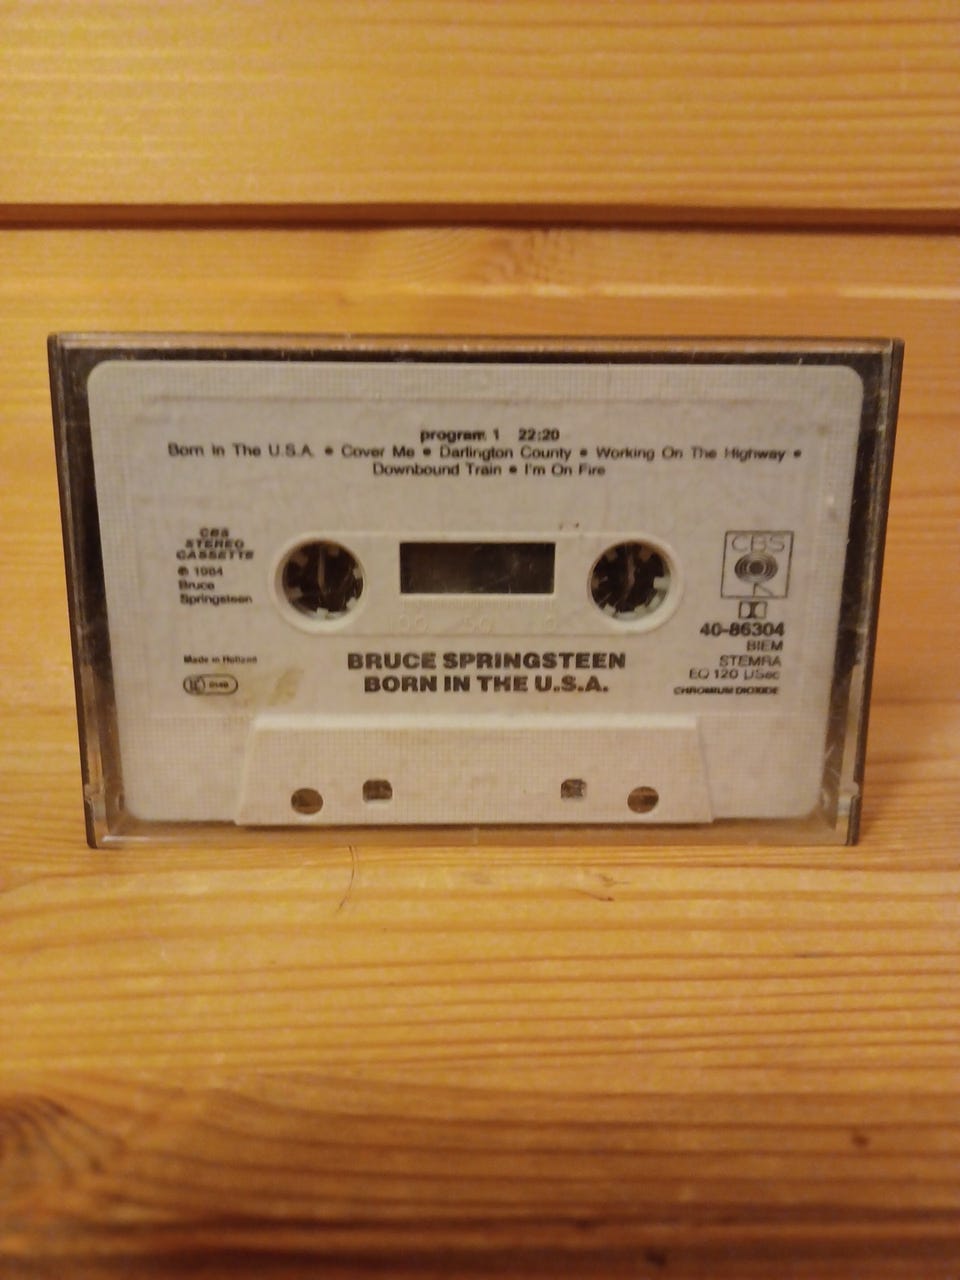 program 1 22:20
Born In The U.S.A. • Cover Me • Darlington County • Working On The Highway •
Downbound Train • I'm On Fire
CBS
STEREO
CASSETTE
℗ 1984
Bruce
Springsteen
CBS
40-86304
BIEM
STEMRA
EQ 120 µSec
CHROMIUM DIOXIDE
Made in Holland
BRUCE SPRINGSTEEN
BORN IN THE U.S.A.
100 50 0